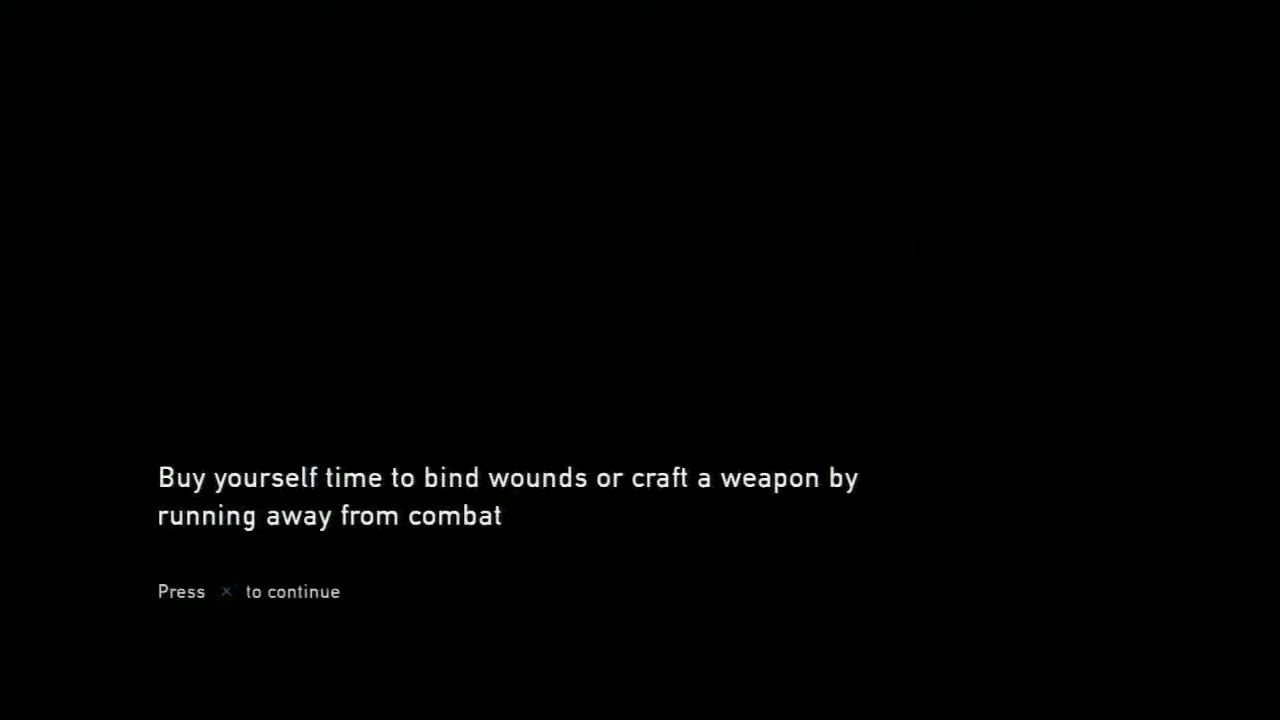 Buy yourself time to bind wounds or craft a weapon by
running away from combat
Press × to continue